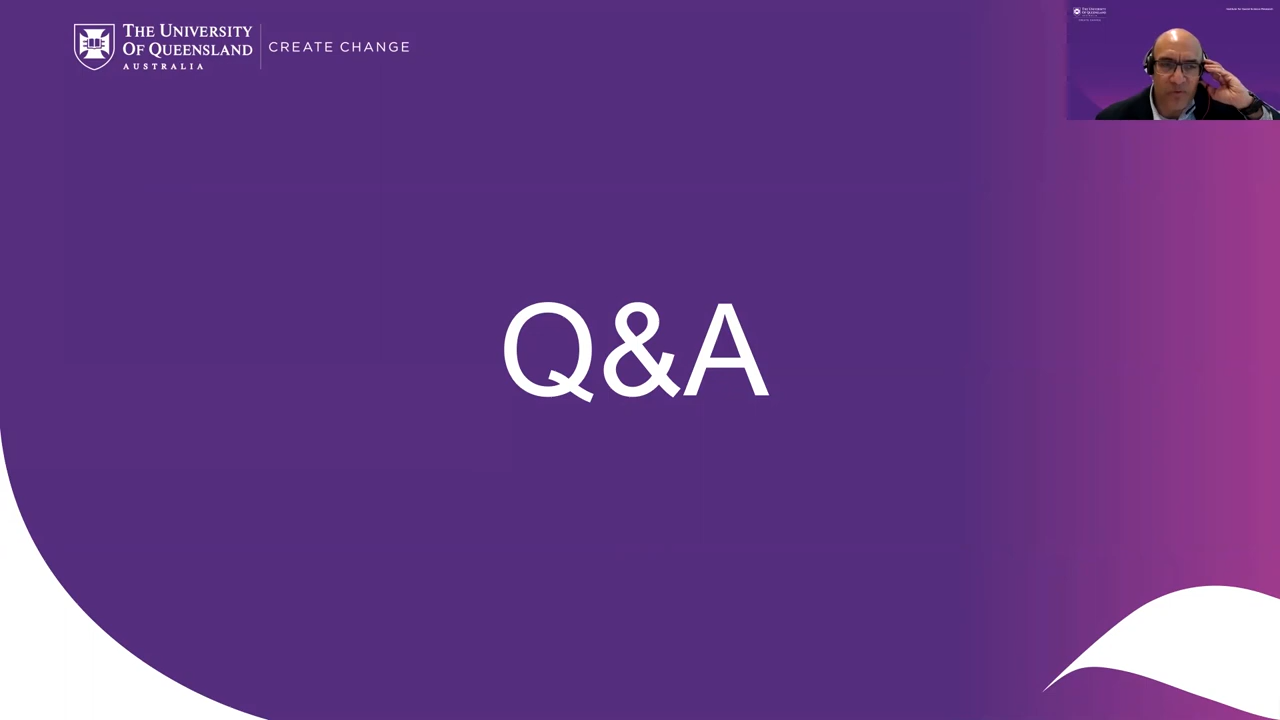 THE UNIVERSITY
OF QUEENSLAND
AUSTRALIA
CREATE CHANGE
Q&A